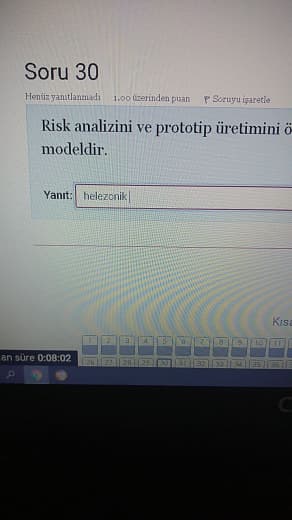 Soru 30
Henüz yanıtlanmadı 1,00 üzerinden puan Soruyu işaretle
Risk analizini ve prototip üretimini ö
modeldir.
Yanıt: helezonik
Kısa
1 2 3 4 5 6 7 8 9 10 11
an süre 0:08:02
26 27 28 29 30 31 32 33 34 35 36